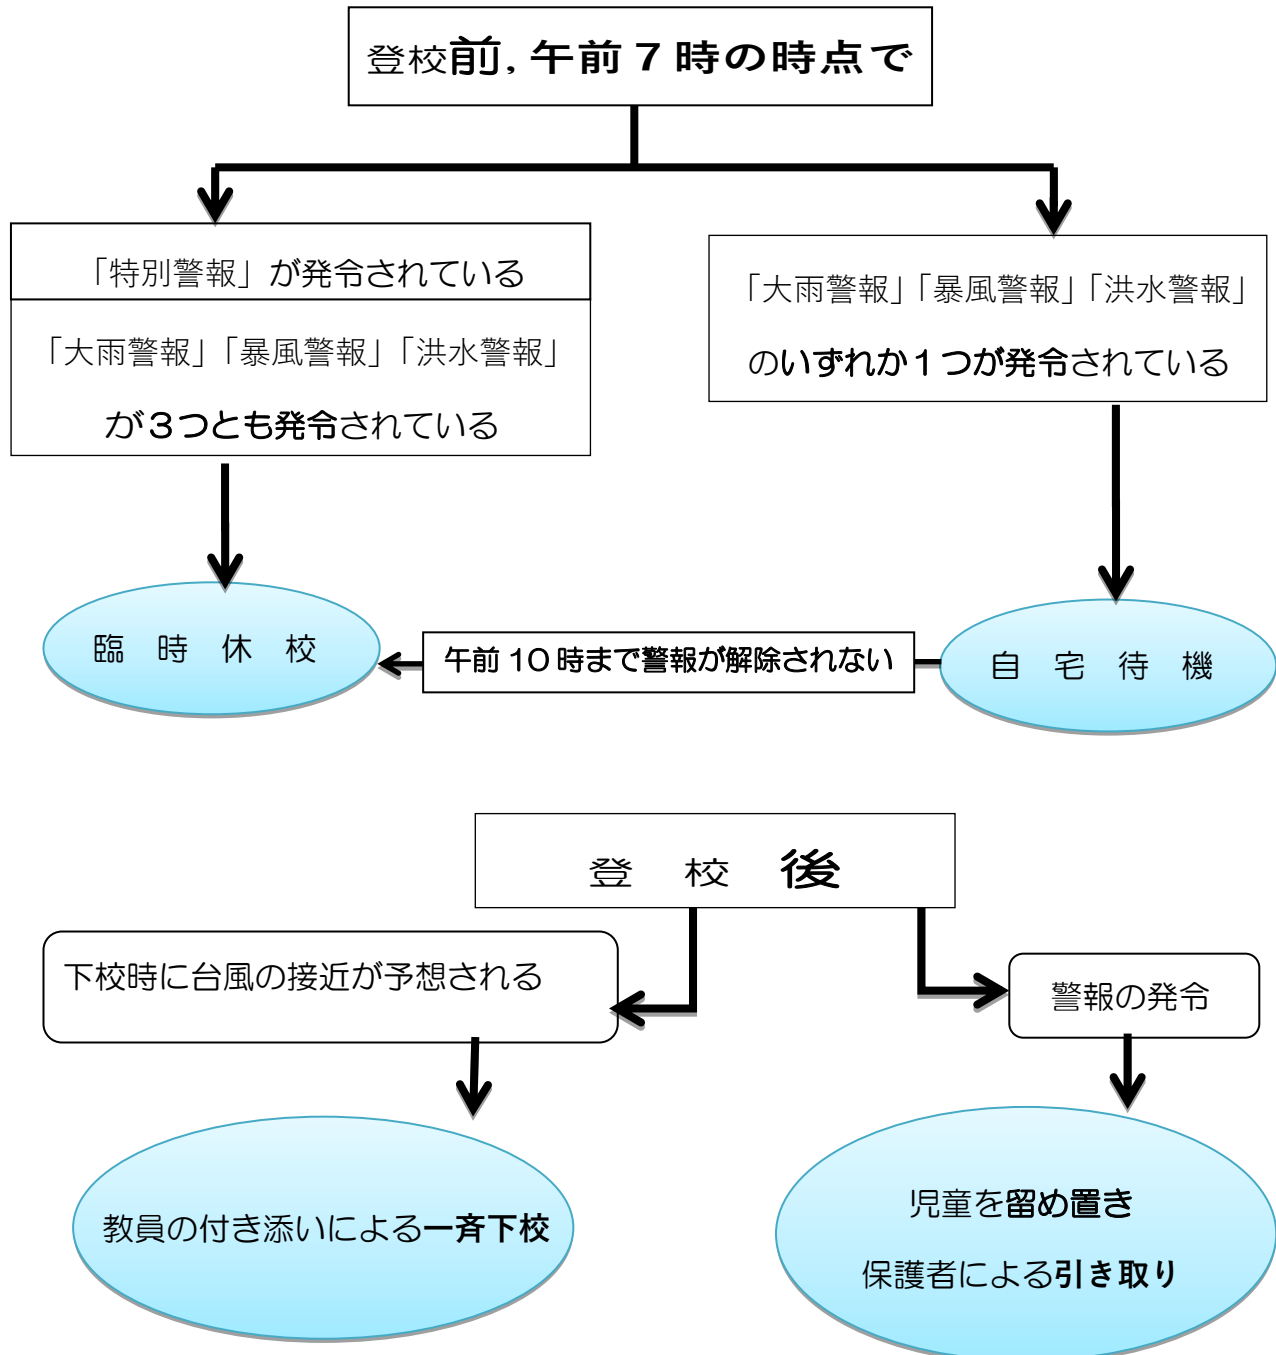 登校前,午前７時の時点で
「特別警報」が発令されている
「大雨警報」「暴風警報」「洪水警報」
が３つとも発令されている
「大雨警報」「暴風警報」「洪水警報」
のいずれか１つが発令されている
臨　時　休　校
午前 10 時まで警報が解除されない
自　宅　待　機
登　校　後
下校時に台風の接近が予想される
警報の発令
教員の付き添いによる一斉下校
児童を留め置き
保護者による引き取り